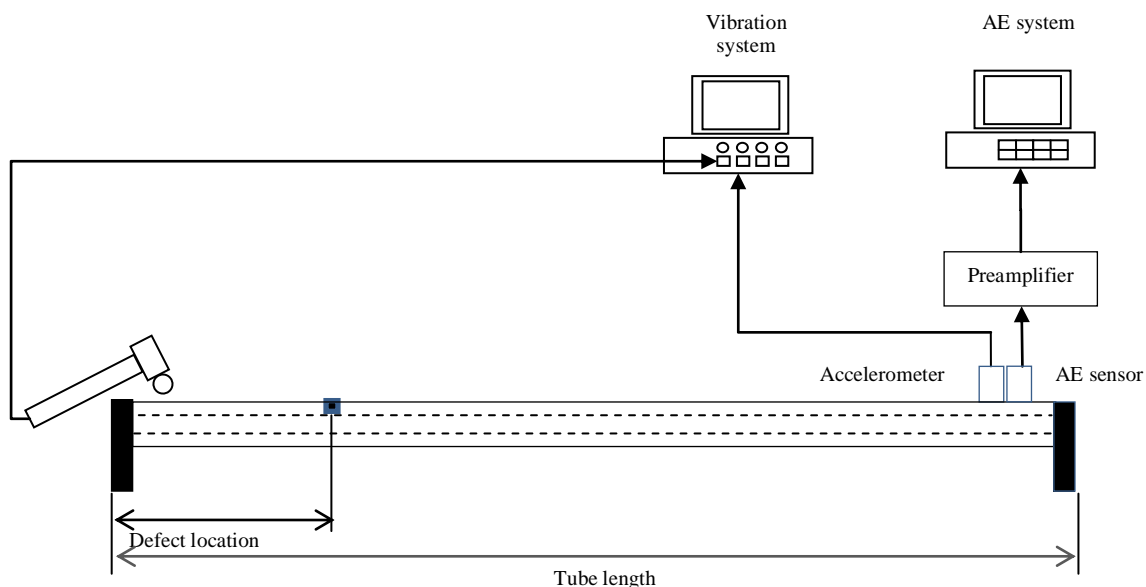 Vibration
system
AE system
Preamplifier
Accelerometer
AE sensor
Defect location
Tube length